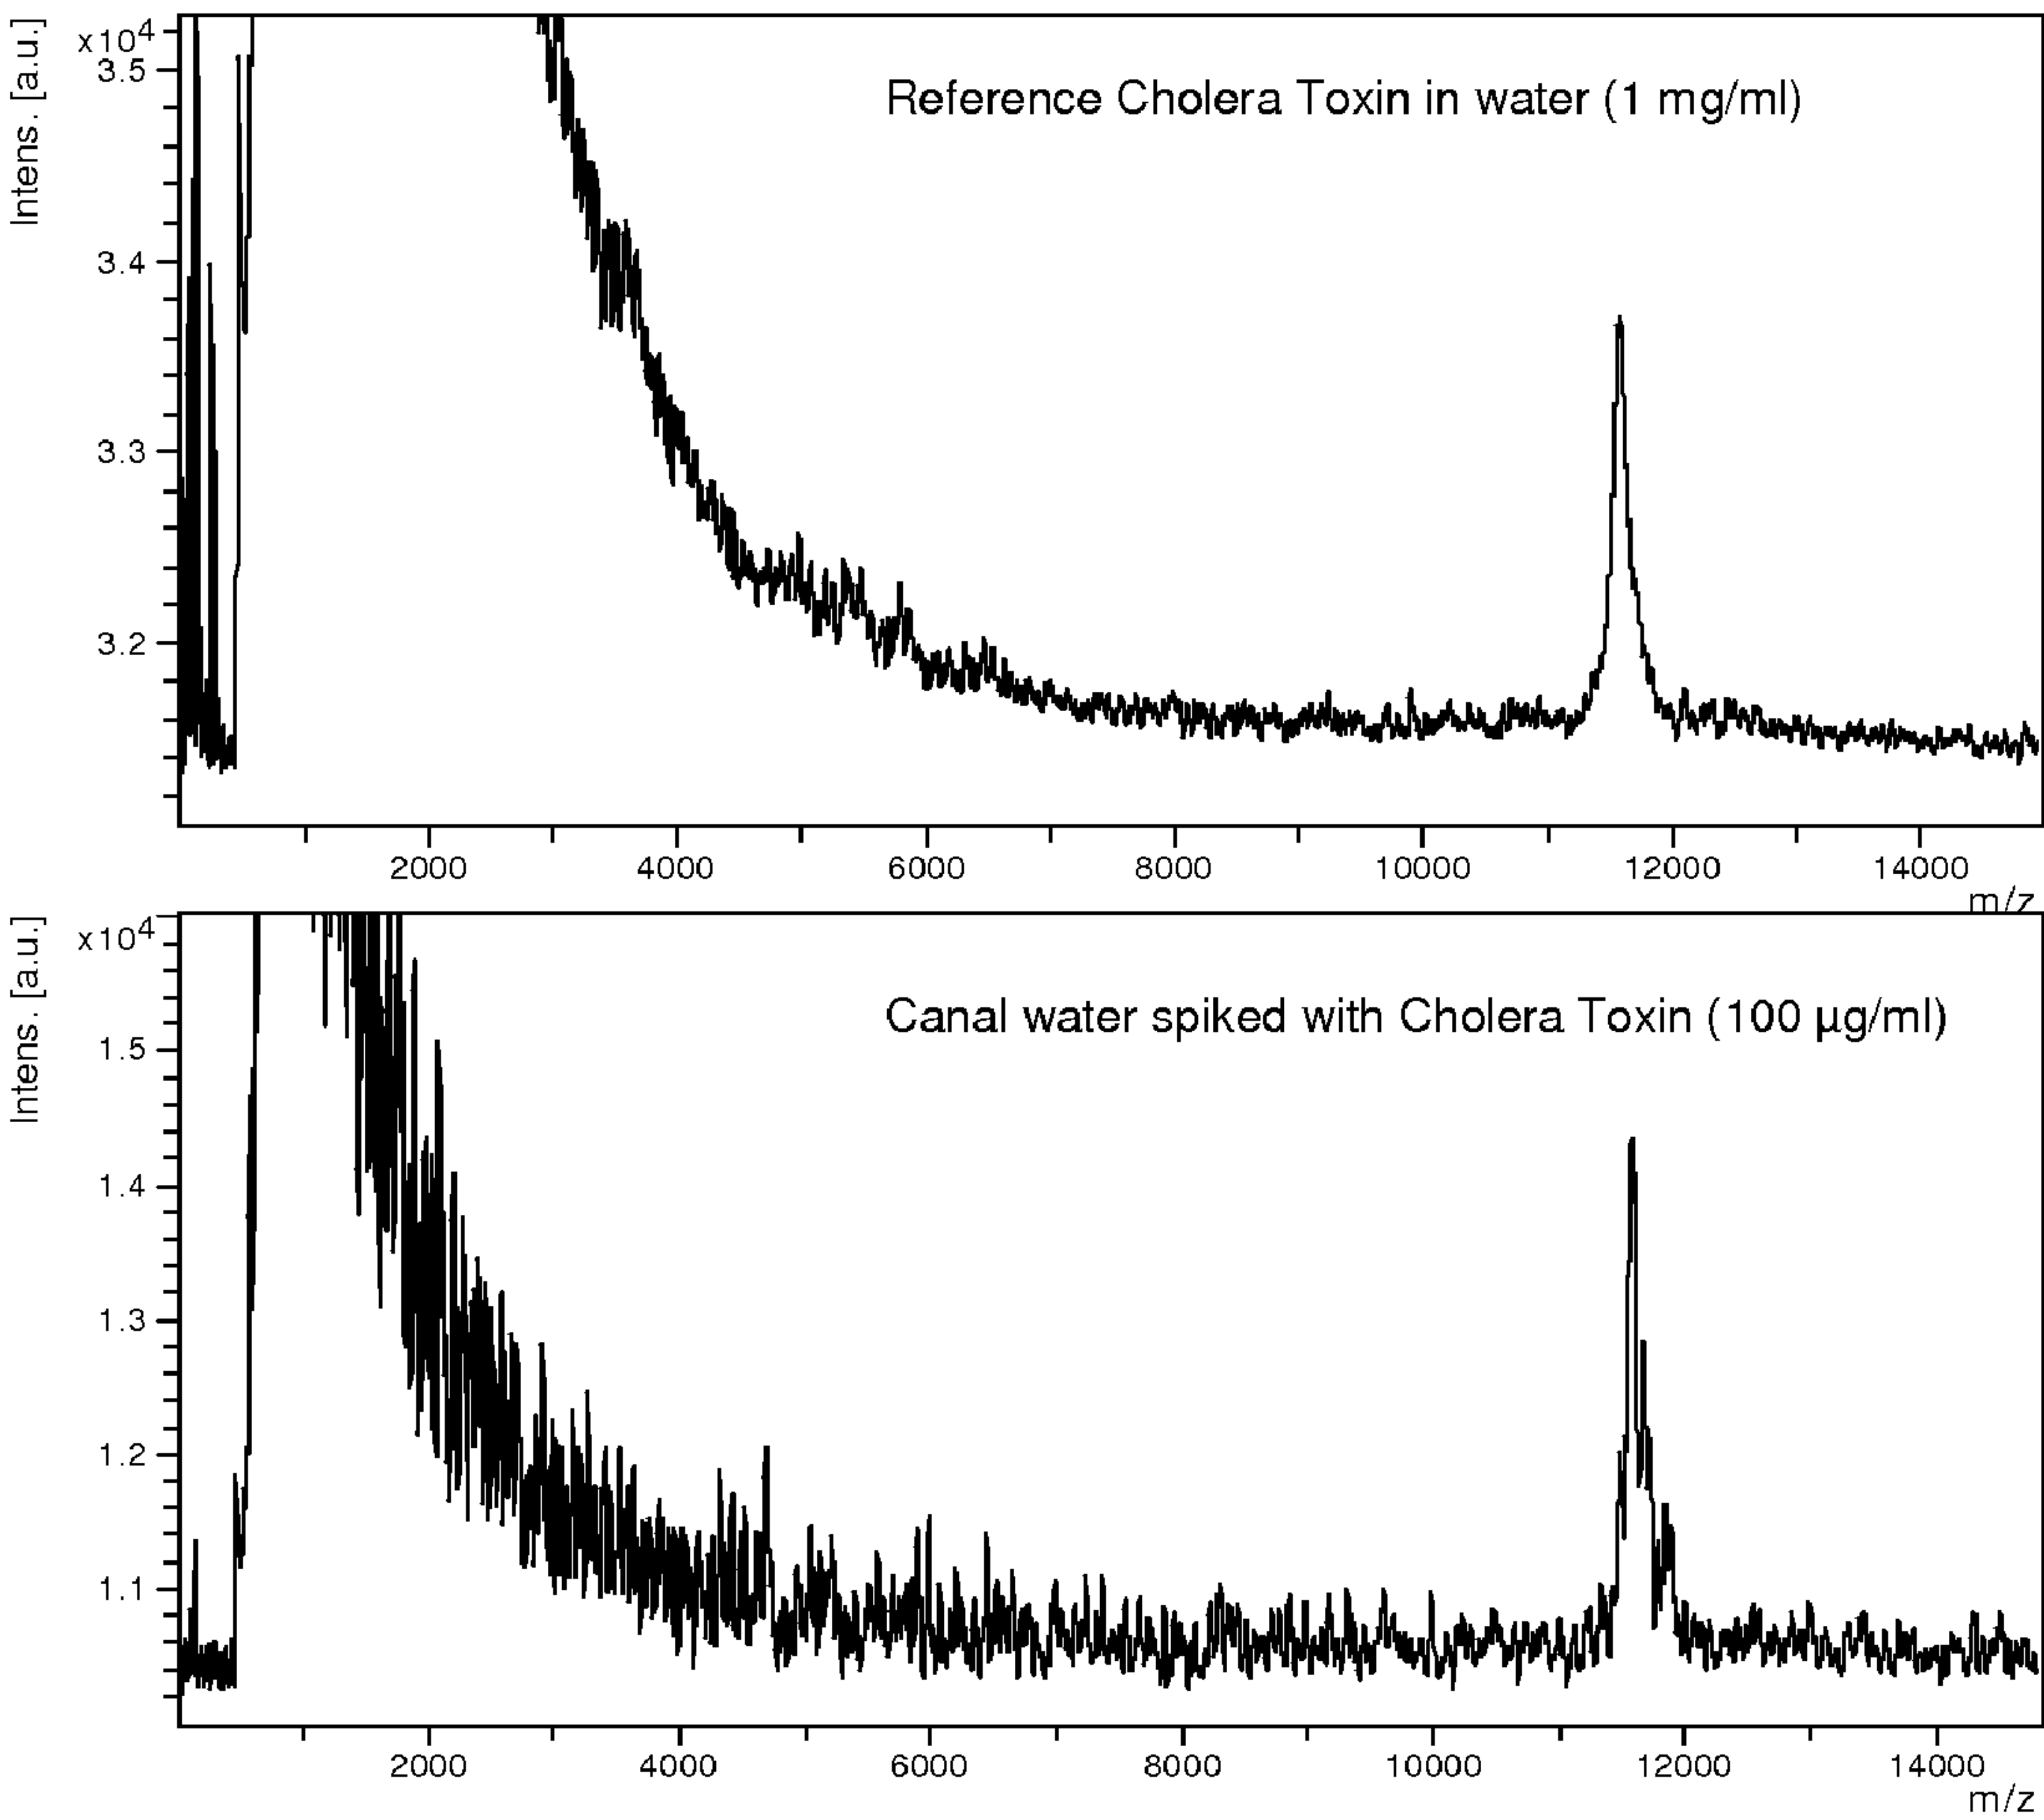 Intens. [a.u.]
x10⁴
3.5
3.4
3.3
3.2
Reference Cholera Toxin in water (1 mg/ml)
2000 4000 6000 8000 10000 12000 14000
m/z
Intens. [a.u.]
x10⁴
1.5
1.4
1.3
1.2
1.1
Canal water spiked with Cholera Toxin (100 µg/ml)
2000 4000 6000 8000 10000 12000 14000
m/z